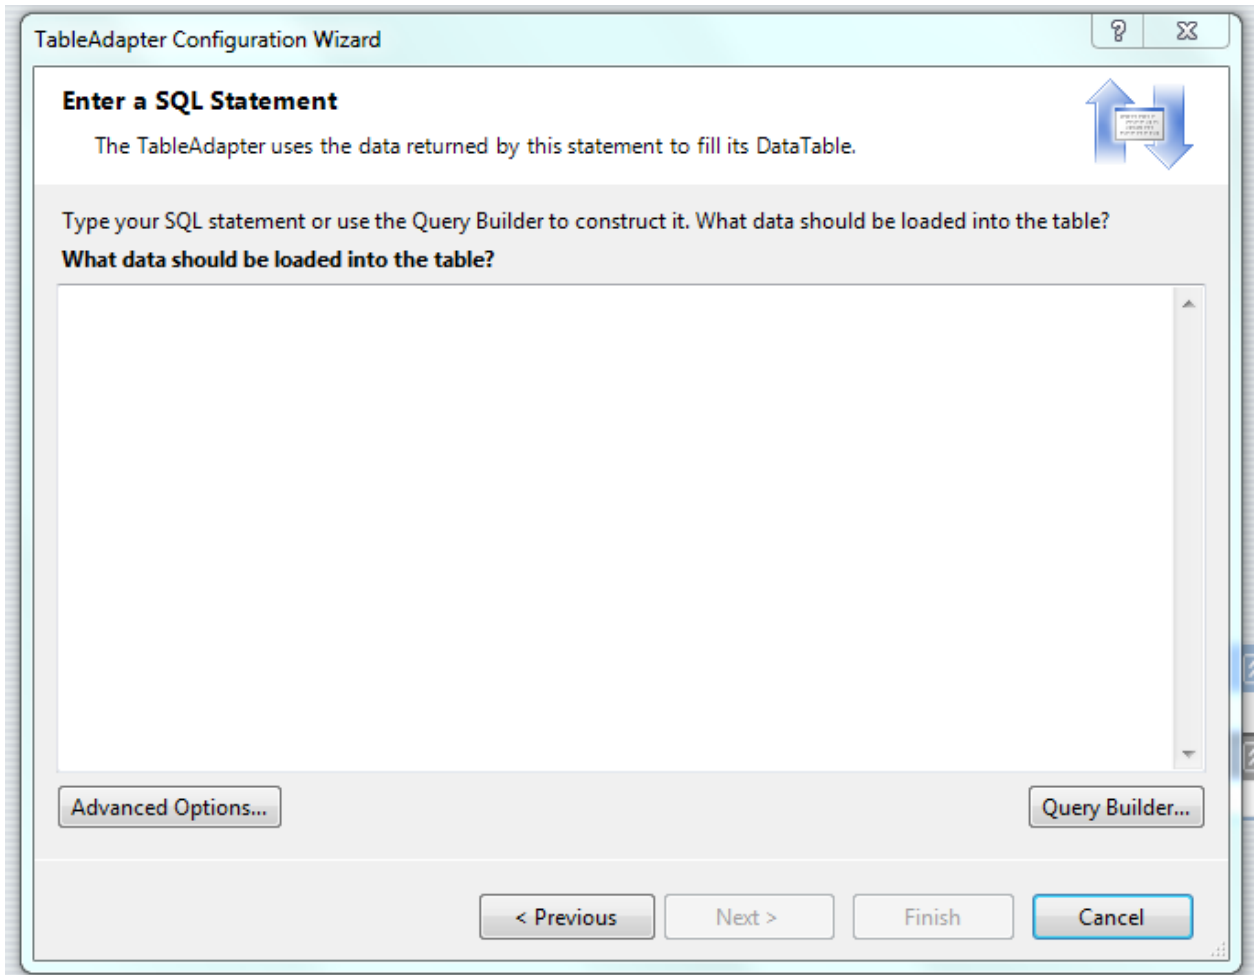 TableAdapter Configuration Wizard
Enter a SQL Statement
The TableAdapter uses the data returned by this statement to fill its DataTable.
Type your SQL statement or use the Query Builder to construct it. What data should be loaded into the table?
What data should be loaded into the table?
Advanced Options...
Query Builder...
< Previous
Next >
Finish
Cancel